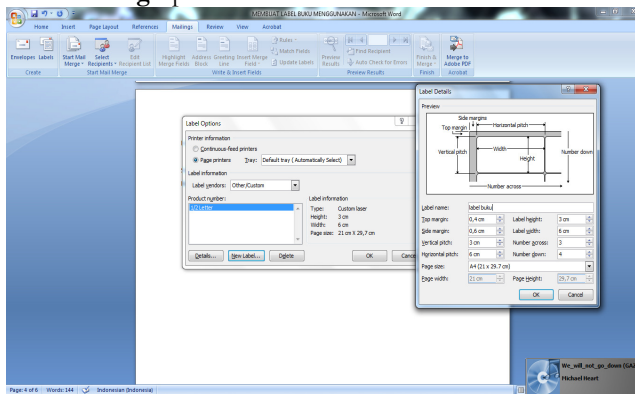 MEMBUAT LABEL BUKU MENGGUNAKAN - Microsoft Word
Home Insert Page Layout References Mailings Review View Acrobat
Envelopes Labels
Create
Start Mail Merge Select Recipients Edit Recipient List
Start Mail Merge
Highlight Merge Fields Address Block Greeting Line Insert Merge Field
Rules
Match Fields
Update Labels
Write & Insert Fields
Preview Results
Find Recipient
Auto Check for Errors
Preview Results
Finish & Merge
Finish
Merge to Adobe PDF
Acrobat
Label Options
Printer information
Continuous-feed printers
Page printers Tray: Default tray ( Automatically Select)
Label information
Label vendors: Other/Custom
Product number: Label information
1/2 Letter
Type: Custom laser
Height: 3 cm
Width: 6 cm
Page size: 21 cm X 29,7 cm
Details... New Label... Delete OK Cance
Label Details
Preview
Side margins
Top margin Horizontal pitch
Vertical pitch Width Number down
Height
Number across
Label name: label buku
Top margin: 0,4 cm Label height: 3 cm
Side margin: 0,6 cm Label width: 6 cm
Vertical pitch: 3 cm Number across: 3
Horizontal pitch: 6 cm Number down: 4
Page size: A4 (21 x 29.7 cm)
Page width: 21 cm Page Height: 29,7 cm
OK Cancel
We_will_not_go_down (GAZ
Michael Heart
Page: 4 of 6 Words: 144 Indonesian (Indonesia)